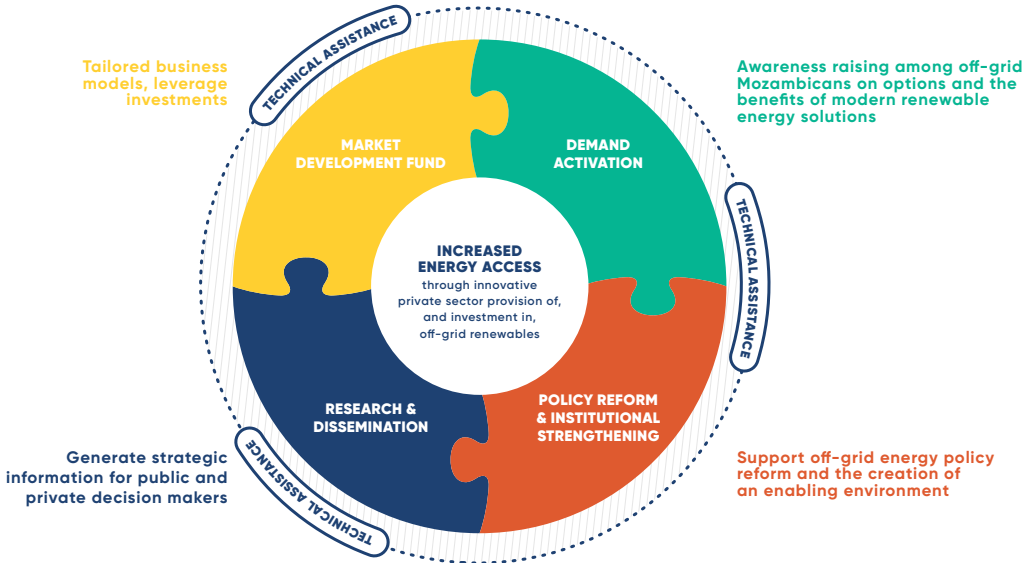 TECHNICAL ASSISTANCE
Tailored business
models, leverage
investments
Awareness raising among off-grid
Mozambicans on options and the
benefits of modern renewable
energy solutions
MARKET
DEVELOPMENT FUND
DEMAND
ACTIVATION
TECHNICAL ASSISTANCE
INCREASED
ENERGY ACCESS
through innovative
private sector provision of,
and investment in,
off-grid renewables
RESEARCH &
DISSEMINATION
POLICY REFORM
& INSTITUTIONAL
STRENGTHENING
TECHNICAL ASSISTANCE
Generate strategic
information for public and
private decision makers
Support off-grid energy policy
reform and the creation of
an enabling environment